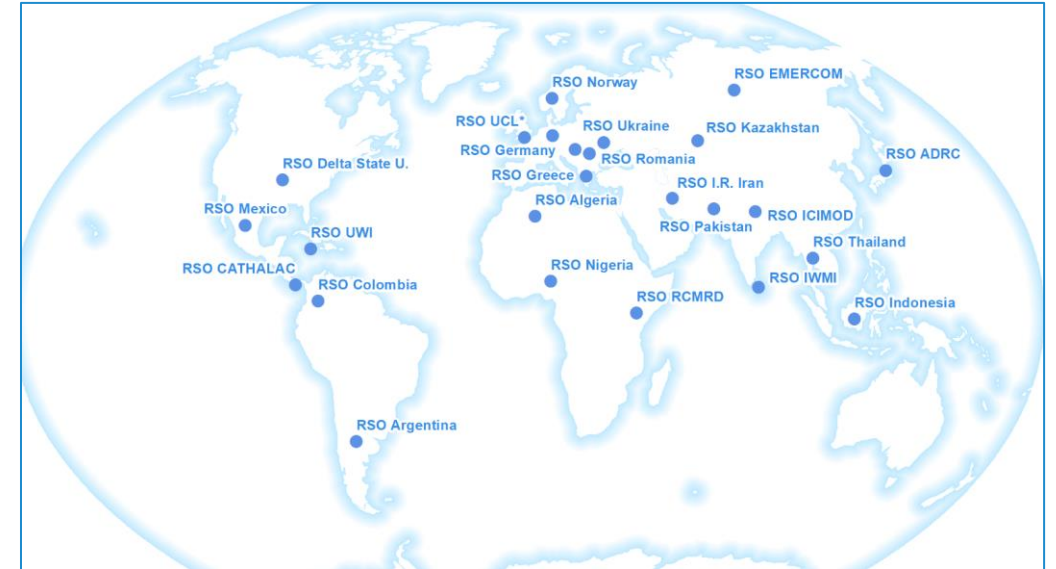 RSO EMERCOM
RSO Norway
RSO UCL*
RSO Ukraine
RSO Kazakhstan
RSO Germany
RSO Romania
RSO ADRC
RSO Delta State U.
RSO Greece
RSO I.R. Iran
RSO Algeria
RSO Mexico
RSO ICIMOD
RSO Pakistan
RSO UWI
RSO Thailand
RSO CATHALAC
RSO Colombia
RSO Nigeria
RSO IWMI
RSO RCMRD
RSO Indonesia
RSO Argentina